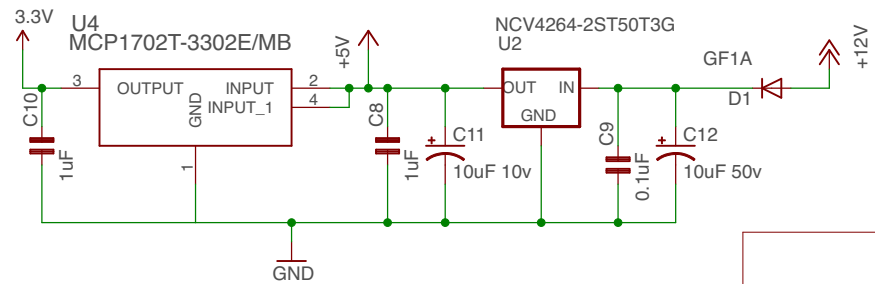 3.3V
U4
MCP1702T-3302E/MB
+5V
NCV4264-2ST50T3G
U2
GF1A
+12V
3
OUTPUT
INPUT
2
INPUT_1
4
GND
1
C10
1uF
C8
1uF
C11
10uF 10v
OUT
IN
GND
D1
C9
0.1uF
C12
10uF 50v
GND